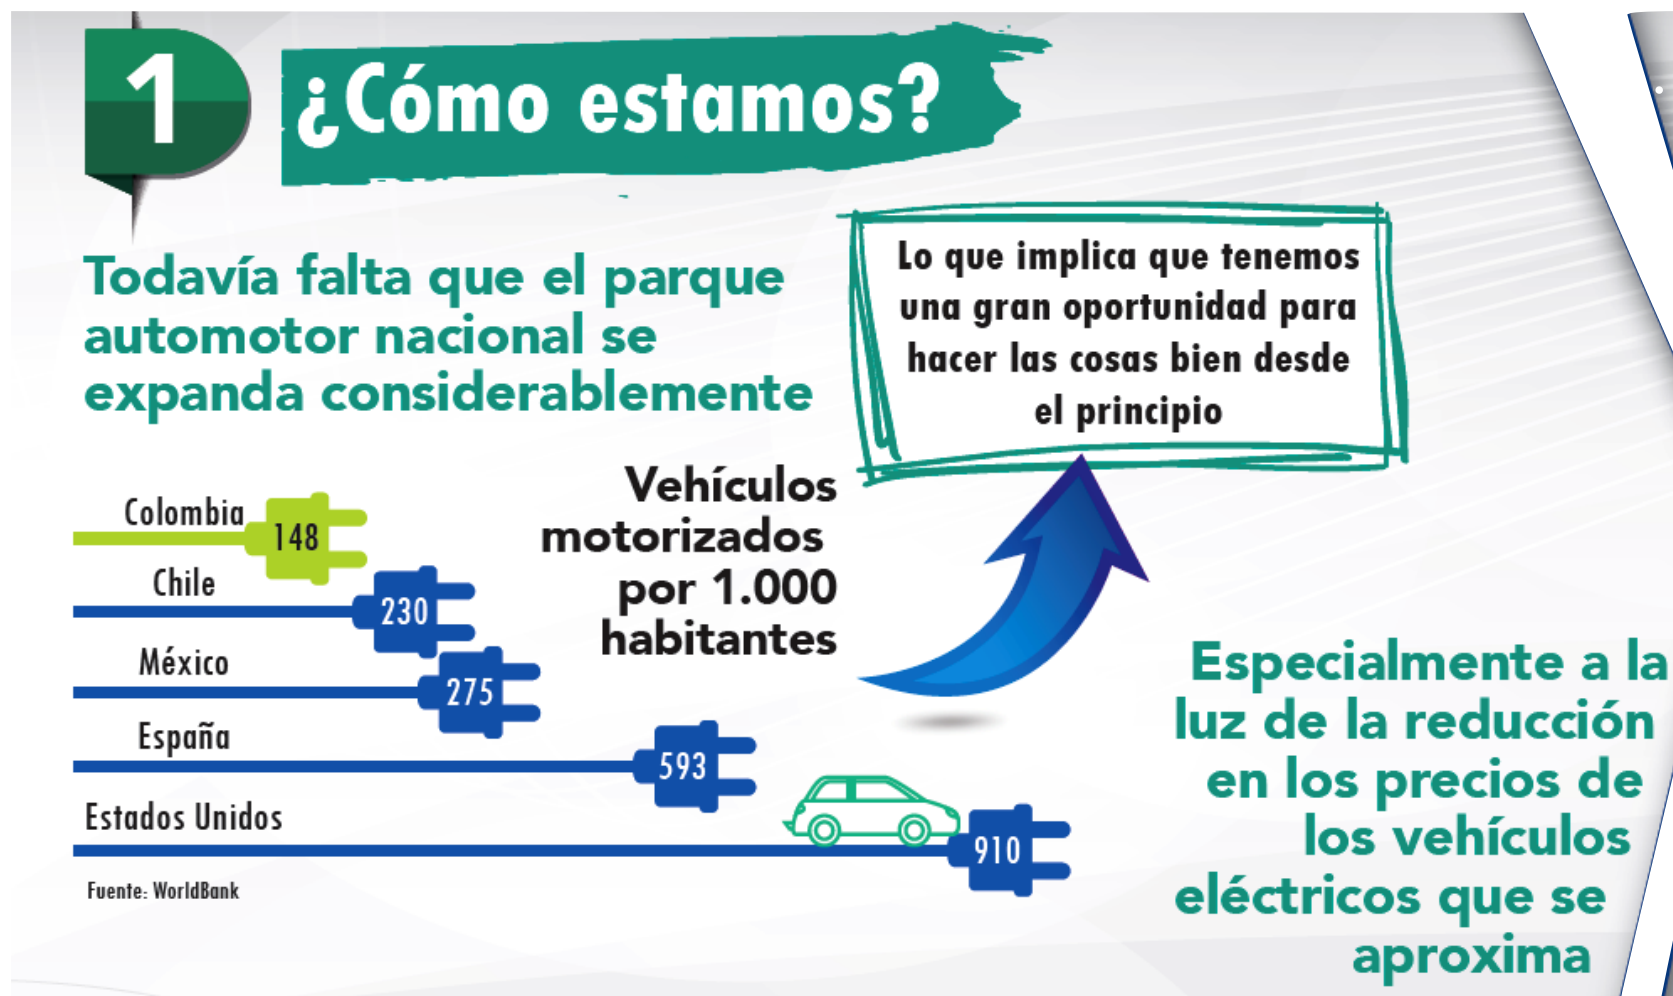 1
¿Cómo estamos?
Todavía falta que el parque
automotor nacional se
expanda considerablemente
Lo que implica que tenemos
una gran oportunidad para
hacer las cosas bien desde
el principio
Vehículos
motorizados
por 1.000
habitantes
Colombia
148
Chile
230
México
275
España
593
Estados Unidos
910
Fuente: WorldBank
Especialmente a la
luz de la reducción
en los precios de
los vehículos
eléctricos que se
aproxima